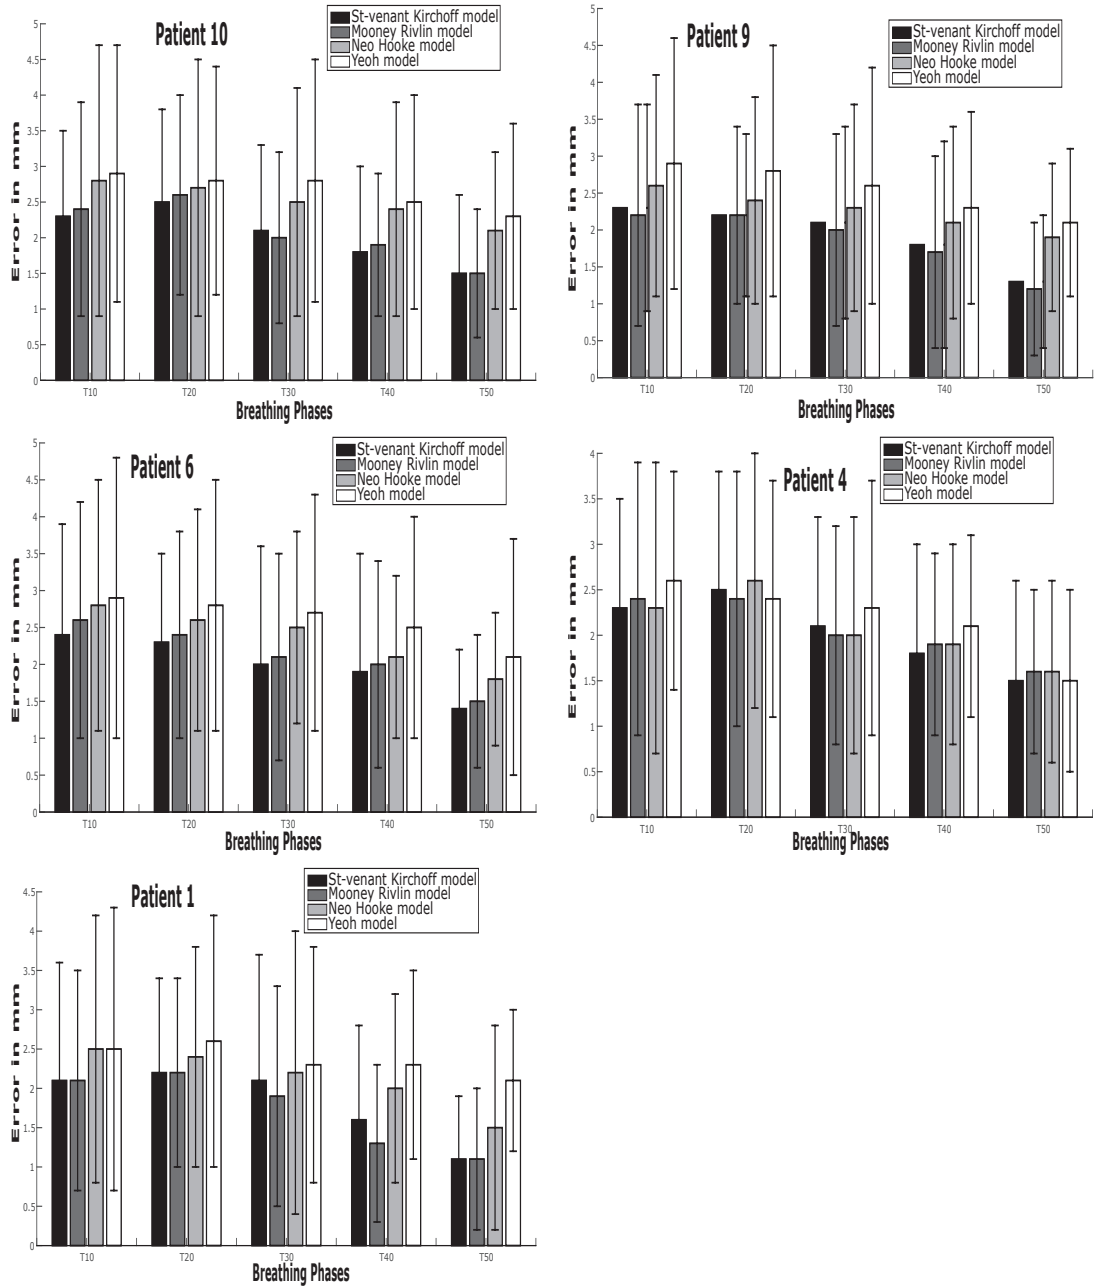 Patient 10
St-venant Kirchoff model
Mooney Rivlin model
Neo Hooke model
Yeoh model
Error in mm
5
4.5
4
3.5
3
2.5
2
1.5
1
0.5
0
T10 T20 T30 T40 T50
Breathing Phases
Patient 9
St-venant Kirchoff model
Mooney Rivlin model
Neo Hooke model
Yeoh model
Error in mm
5
4.5
4
3.5
3
2.5
2
1.5
1
0.5
0
T10 T20 T30 T40 T50
Breathing Phases
Patient 6
St-venant Kirchoff model
Mooney Rivlin model
Neo Hooke model
Yeoh model
Error in mm
5
4.5
4
3.5
3
2.5
2
1.5
1
0.5
0
T10 T20 T30 T40 T50
Breathing Phases
Patient 4
St-venant Kirchoff model
Mooney Rivlin model
Neo Hooke model
Yeoh model
Error in mm
4
3.5
3
2.5
2
1.5
1
0.5
0
T10 T20 T30 T40 T50
Breathing Phases
Patient 1
St-venant Kirchoff model
Mooney Rivlin model
Neo Hooke model
Yeoh model
Error in mm
4.5
4
3.5
3
2.5
2
1.5
1
0.5
0
T10 T20 T30 T40 T50
Breathing Phases